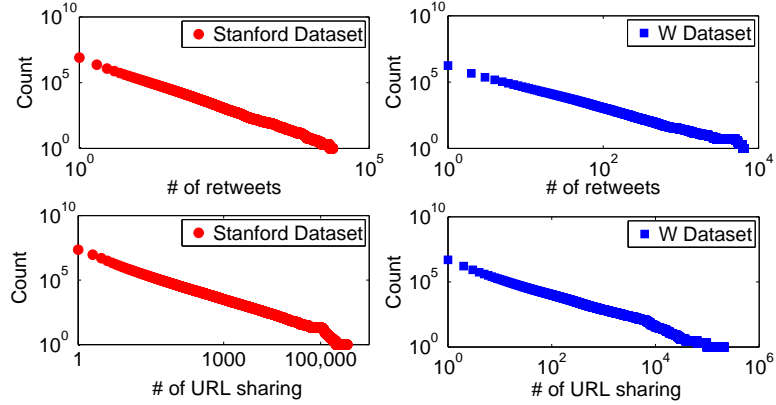 10^10
10^5
10^0
Count
Stanford Dataset
10^0
10^5
# of retweets
10^10
10^5
10^0
Count
W Dataset
10^0
10^2
10^4
# of retweets
10^10
10^5
10^0
Count
Stanford Dataset
1
1000
100,000
# of URL sharing
10^10
10^5
10^0
Count
W Dataset
10^0
10^2
10^4
10^6
# of URL sharing